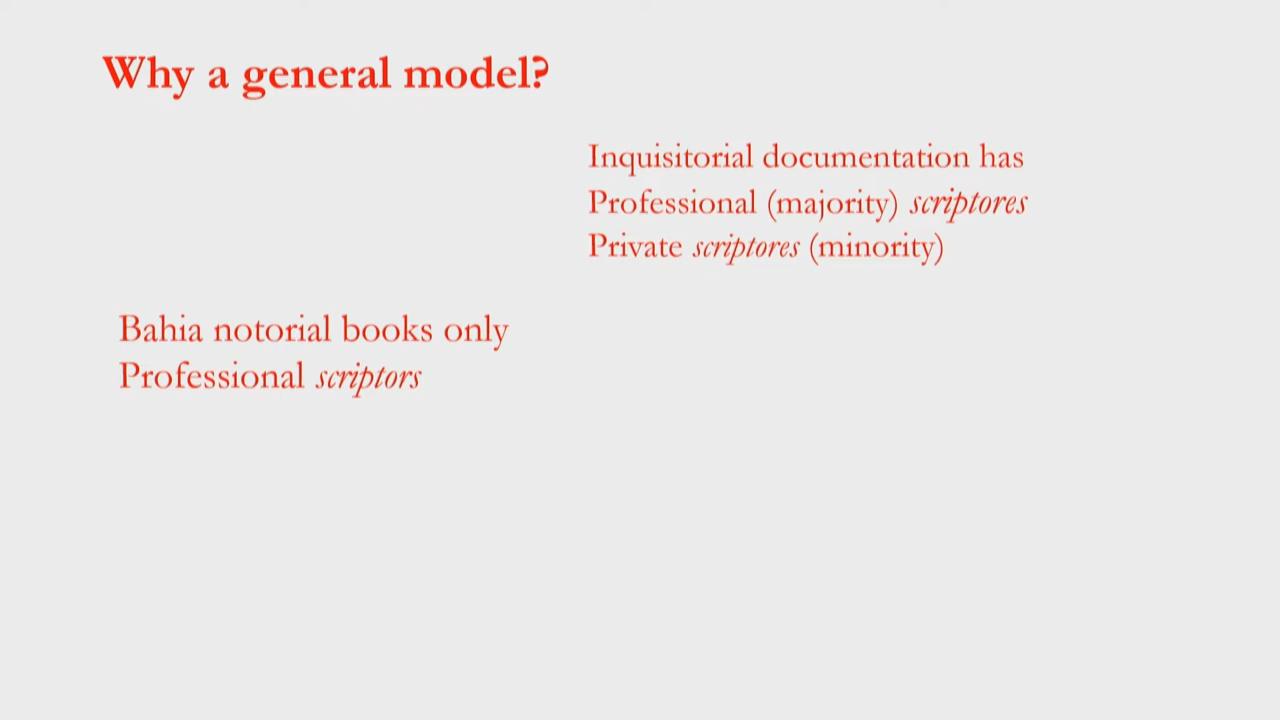 Why a general model?
Inquisitorial documentation has
Professional (majority) scriptores
Private scriptores (minority)
Bahia notorial books only
Professional scriptors